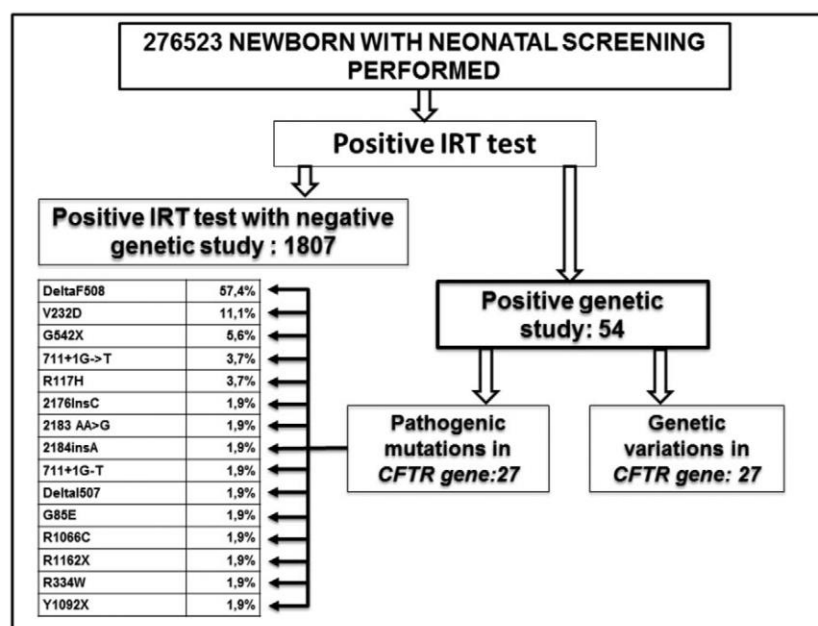 276523 NEWBORN WITH NEONATAL SCREENING
PERFORMED
Positive IRT test
Positive IRT test with negative
genetic study : 1807
Positive genetic
study: 54
DeltaF508 57,4%
V232D 11,1%
G542X 5,6%
711+1G->T 3,7%
R117H 3,7%
2176InsC 1,9%
2183 AA>G 1,9%
2184insA 1,9%
711+1G-T 1,9%
DeltaI507 1,9%
G85E 1,9%
R1066C 1,9%
R1162X 1,9%
R334W 1,9%
Y1092X 1,9%
Pathogenic
mutations in
CFTR gene:27
Genetic
variations in
CFTR gene: 27